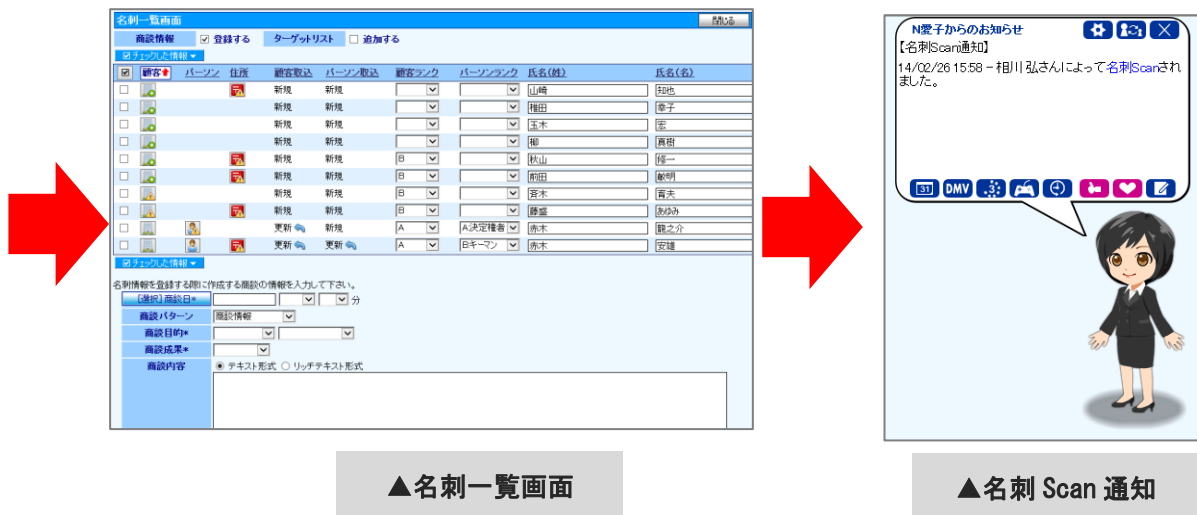 名刺一覧画面 閉じる
商談情報 登録する ターゲットリスト 追加する
チェックした情報▼
顧客 パーソン 住所 顧客取込 パーソン取込 顧客ランク パーソンランク 氏名(姓) 氏名(名)
新規 新規 山崎 知也
新規 新規 椎田 幸子
新規 新規 玉木 宏
新規 新規 柳 真樹
新規 新規 B 秋山 修一
新規 新規 B 前田 敏明
新規 新規 B 斉木 育夫
新規 新規 B 藤盛 あゆみ
更新 新規 A A決定権者 赤木 龍之介
更新 更新 A Bキーマン 赤木 安雄
チェックした情報▼
名刺情報を登録する際に作成する商談の情報を入力して下さい。
[選択]商談日* 分
商談パターン 商談情報
商談目的*
商談成果*
商談内容 テキスト形式 リッチテキスト形式
▲名刺一覧画面
N愛子からのお知らせ
【名刺Scan通知】
14/02/26 15:58 − 相川 弘さんによって名刺Scanされ
ました。
31 DMV
▲名刺 Scan 通知